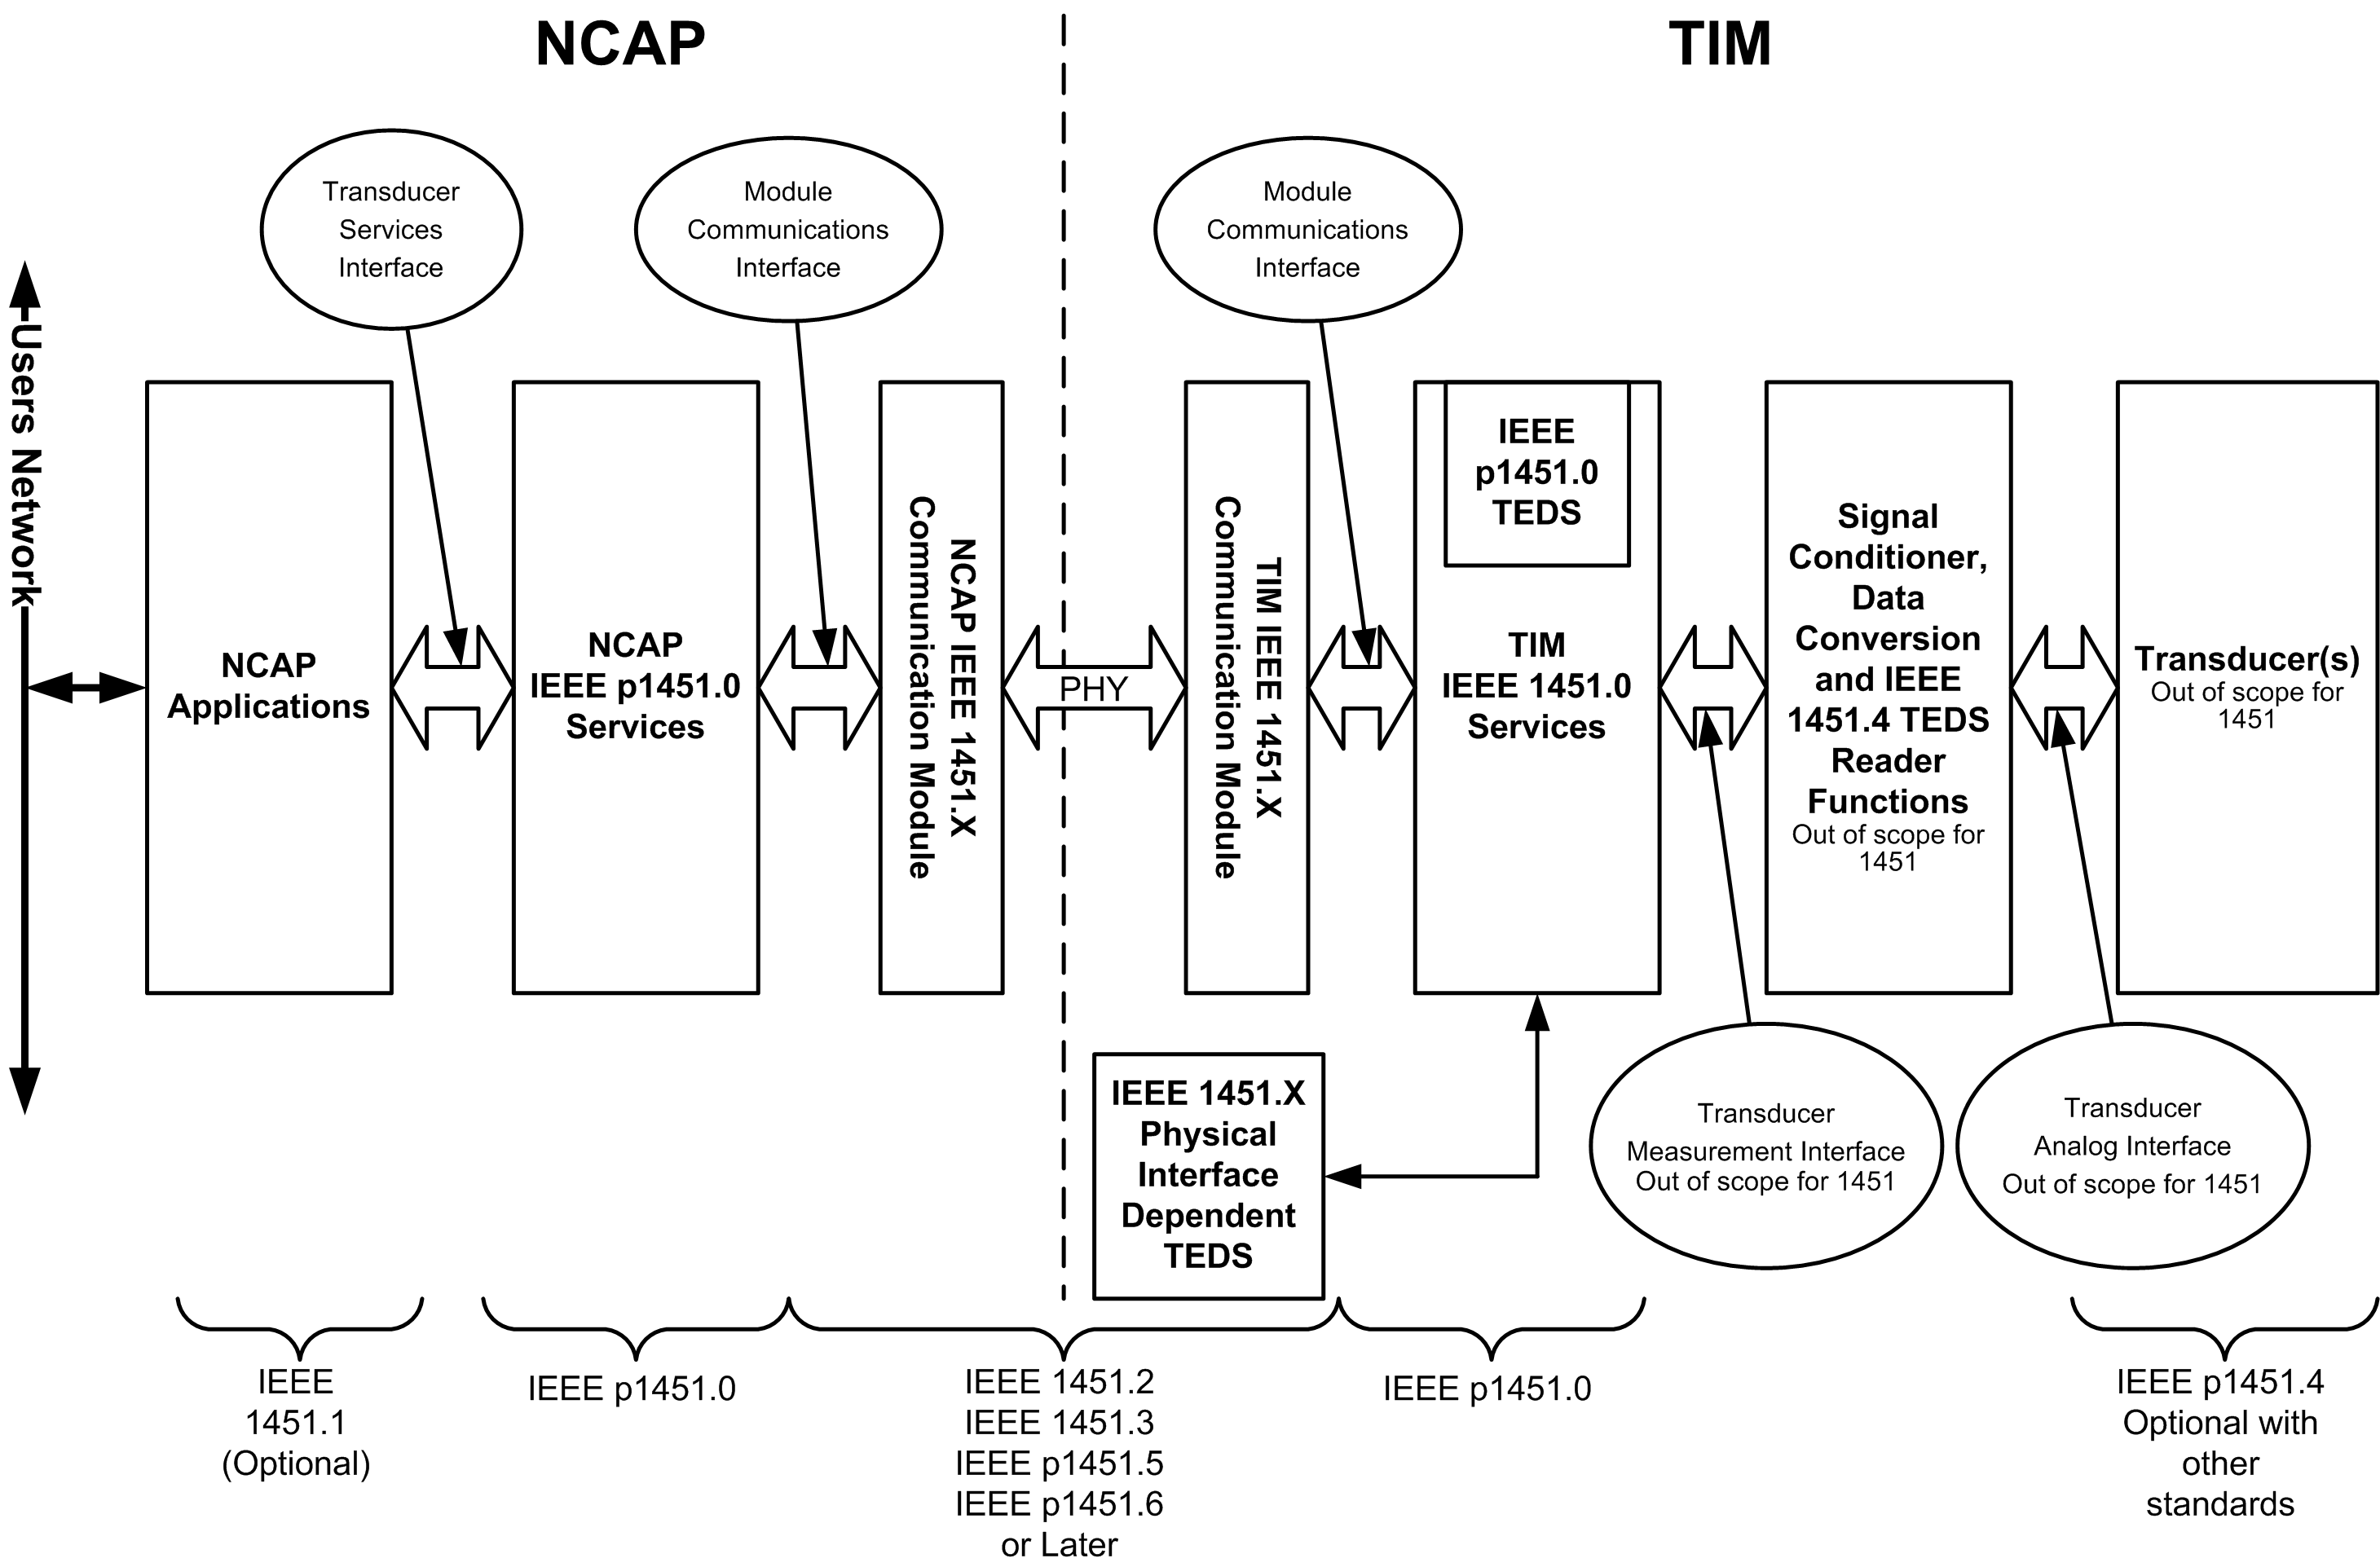 NCAP
TIM
Transducer
Services
Interface
Module
Communications
Interface
Module
Communications
Interface
Users Network
NCAP
Applications
NCAP
IEEE p1451.0
Services
NCAP IEEE 1451.X
Communication Module
PHY
TIM IEEE 1451.X
Communication Module
IEEE
p1451.0
TEDS
TIM
IEEE 1451.0
Services
Signal
Conditioner,
Data
Conversion
and IEEE
1451.4 TEDS
Reader
Functions
Out of scope for
1451
Transducer(s)
Out of scope for
1451
IEEE 1451.X
Physical
Interface
Dependent
TEDS
Transducer
Measurement Interface
Out of scope for 1451
Transducer
Analog Interface
Out of scope for 1451
IEEE
1451.1
(Optional)
IEEE p1451.0
IEEE 1451.2
IEEE 1451.3
IEEE p1451.5
IEEE p1451.6
or Later
IEEE p1451.0
IEEE p1451.4
Optional with
other
standards